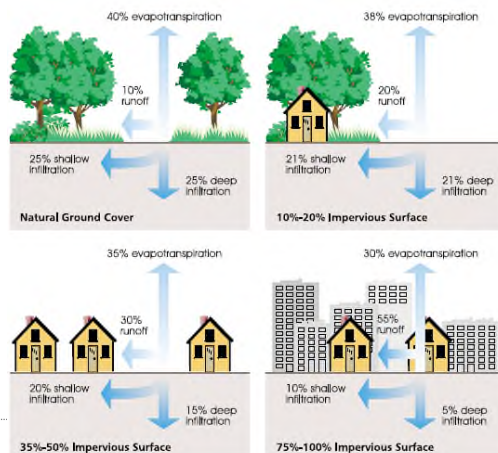 40% evapotranspiration
10%
runoff
25% shallow
infiltration
25% deep
infiltration
Natural Ground Cover
38% evapotranspiration
20%
runoff
21% shallow
infiltration
21% deep
infiltration
10%-20% Impervious Surface
35% evapotranspiration
30%
runoff
20% shallow
infiltration
15% deep
infiltration
35%-50% Impervious Surface
30% evapotranspiration
55%
runoff
10% shallow
infiltration
5% deep
infiltration
75%-100% Impervious Surface